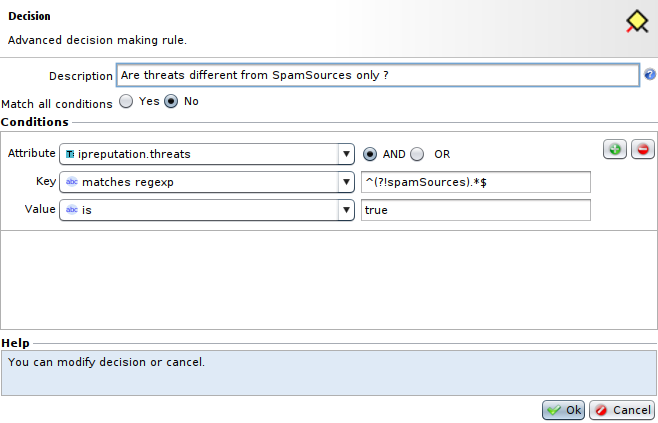 Decision
Advanced decision making rule.
Description Are threats different from SpamSources only ?
Match all conditions Yes No
Conditions
Attribute ipreputation.threats AND OR
Key abc matches regexp ^(?!spamSources).*$
Value abc is true
Help
You can modify decision or cancel.
Ok Cancel